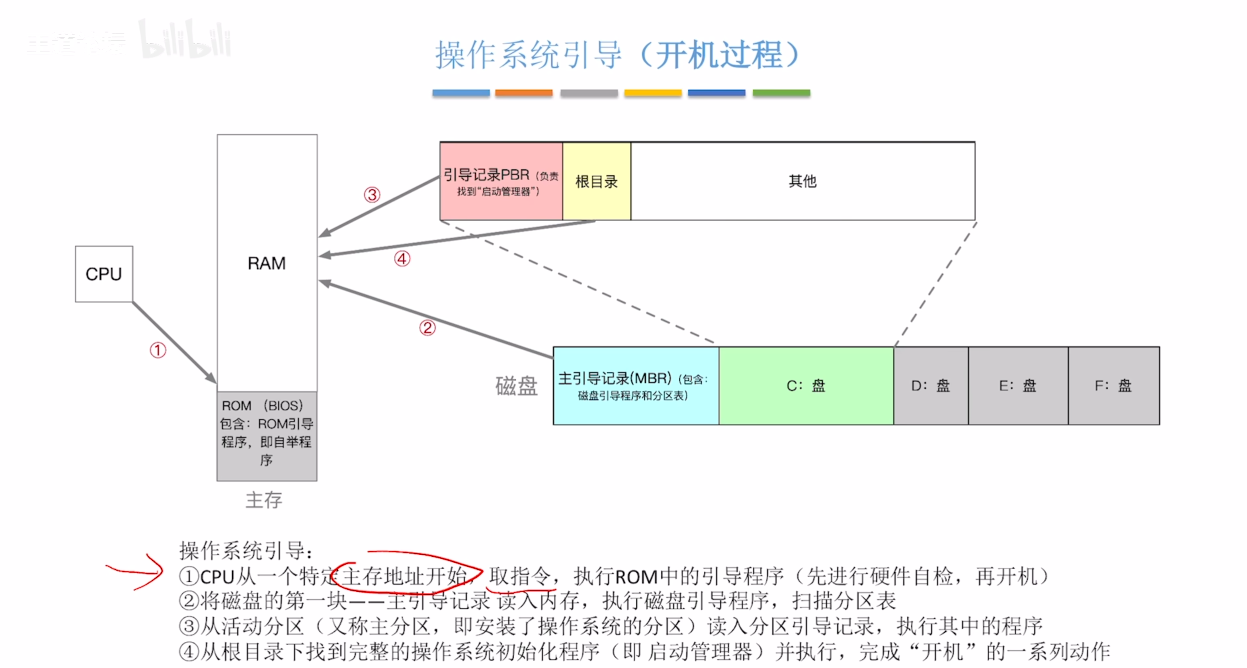 bilibili
操作系统引导（开机过程）
引导记录PBR（负责
找到“启动管理器”）
根目录
其他
③
④
RAM
CPU
②
①
磁盘
主引导记录(MBR)（包含：
磁盘引导程序和分区表）
C：盘
D：盘
E：盘
F：盘
ROM （BIOS）
包含：ROM引导
程序，即自举程
序
主存
操作系统引导：
①CPU从一个特定主存地址开始，取指令，执行ROM中的引导程序（先进行硬件自检，再开机）
②将磁盘的第一块——主引导记录 读入内存，执行磁盘引导程序，扫描分区表
③从活动分区（又称主分区，即安装了操作系统的分区）读入分区引导记录，执行其中的程序
④从根目录下找到完整的操作系统初始化程序（即 启动管理器）并执行，完成“开机”的一系列动作